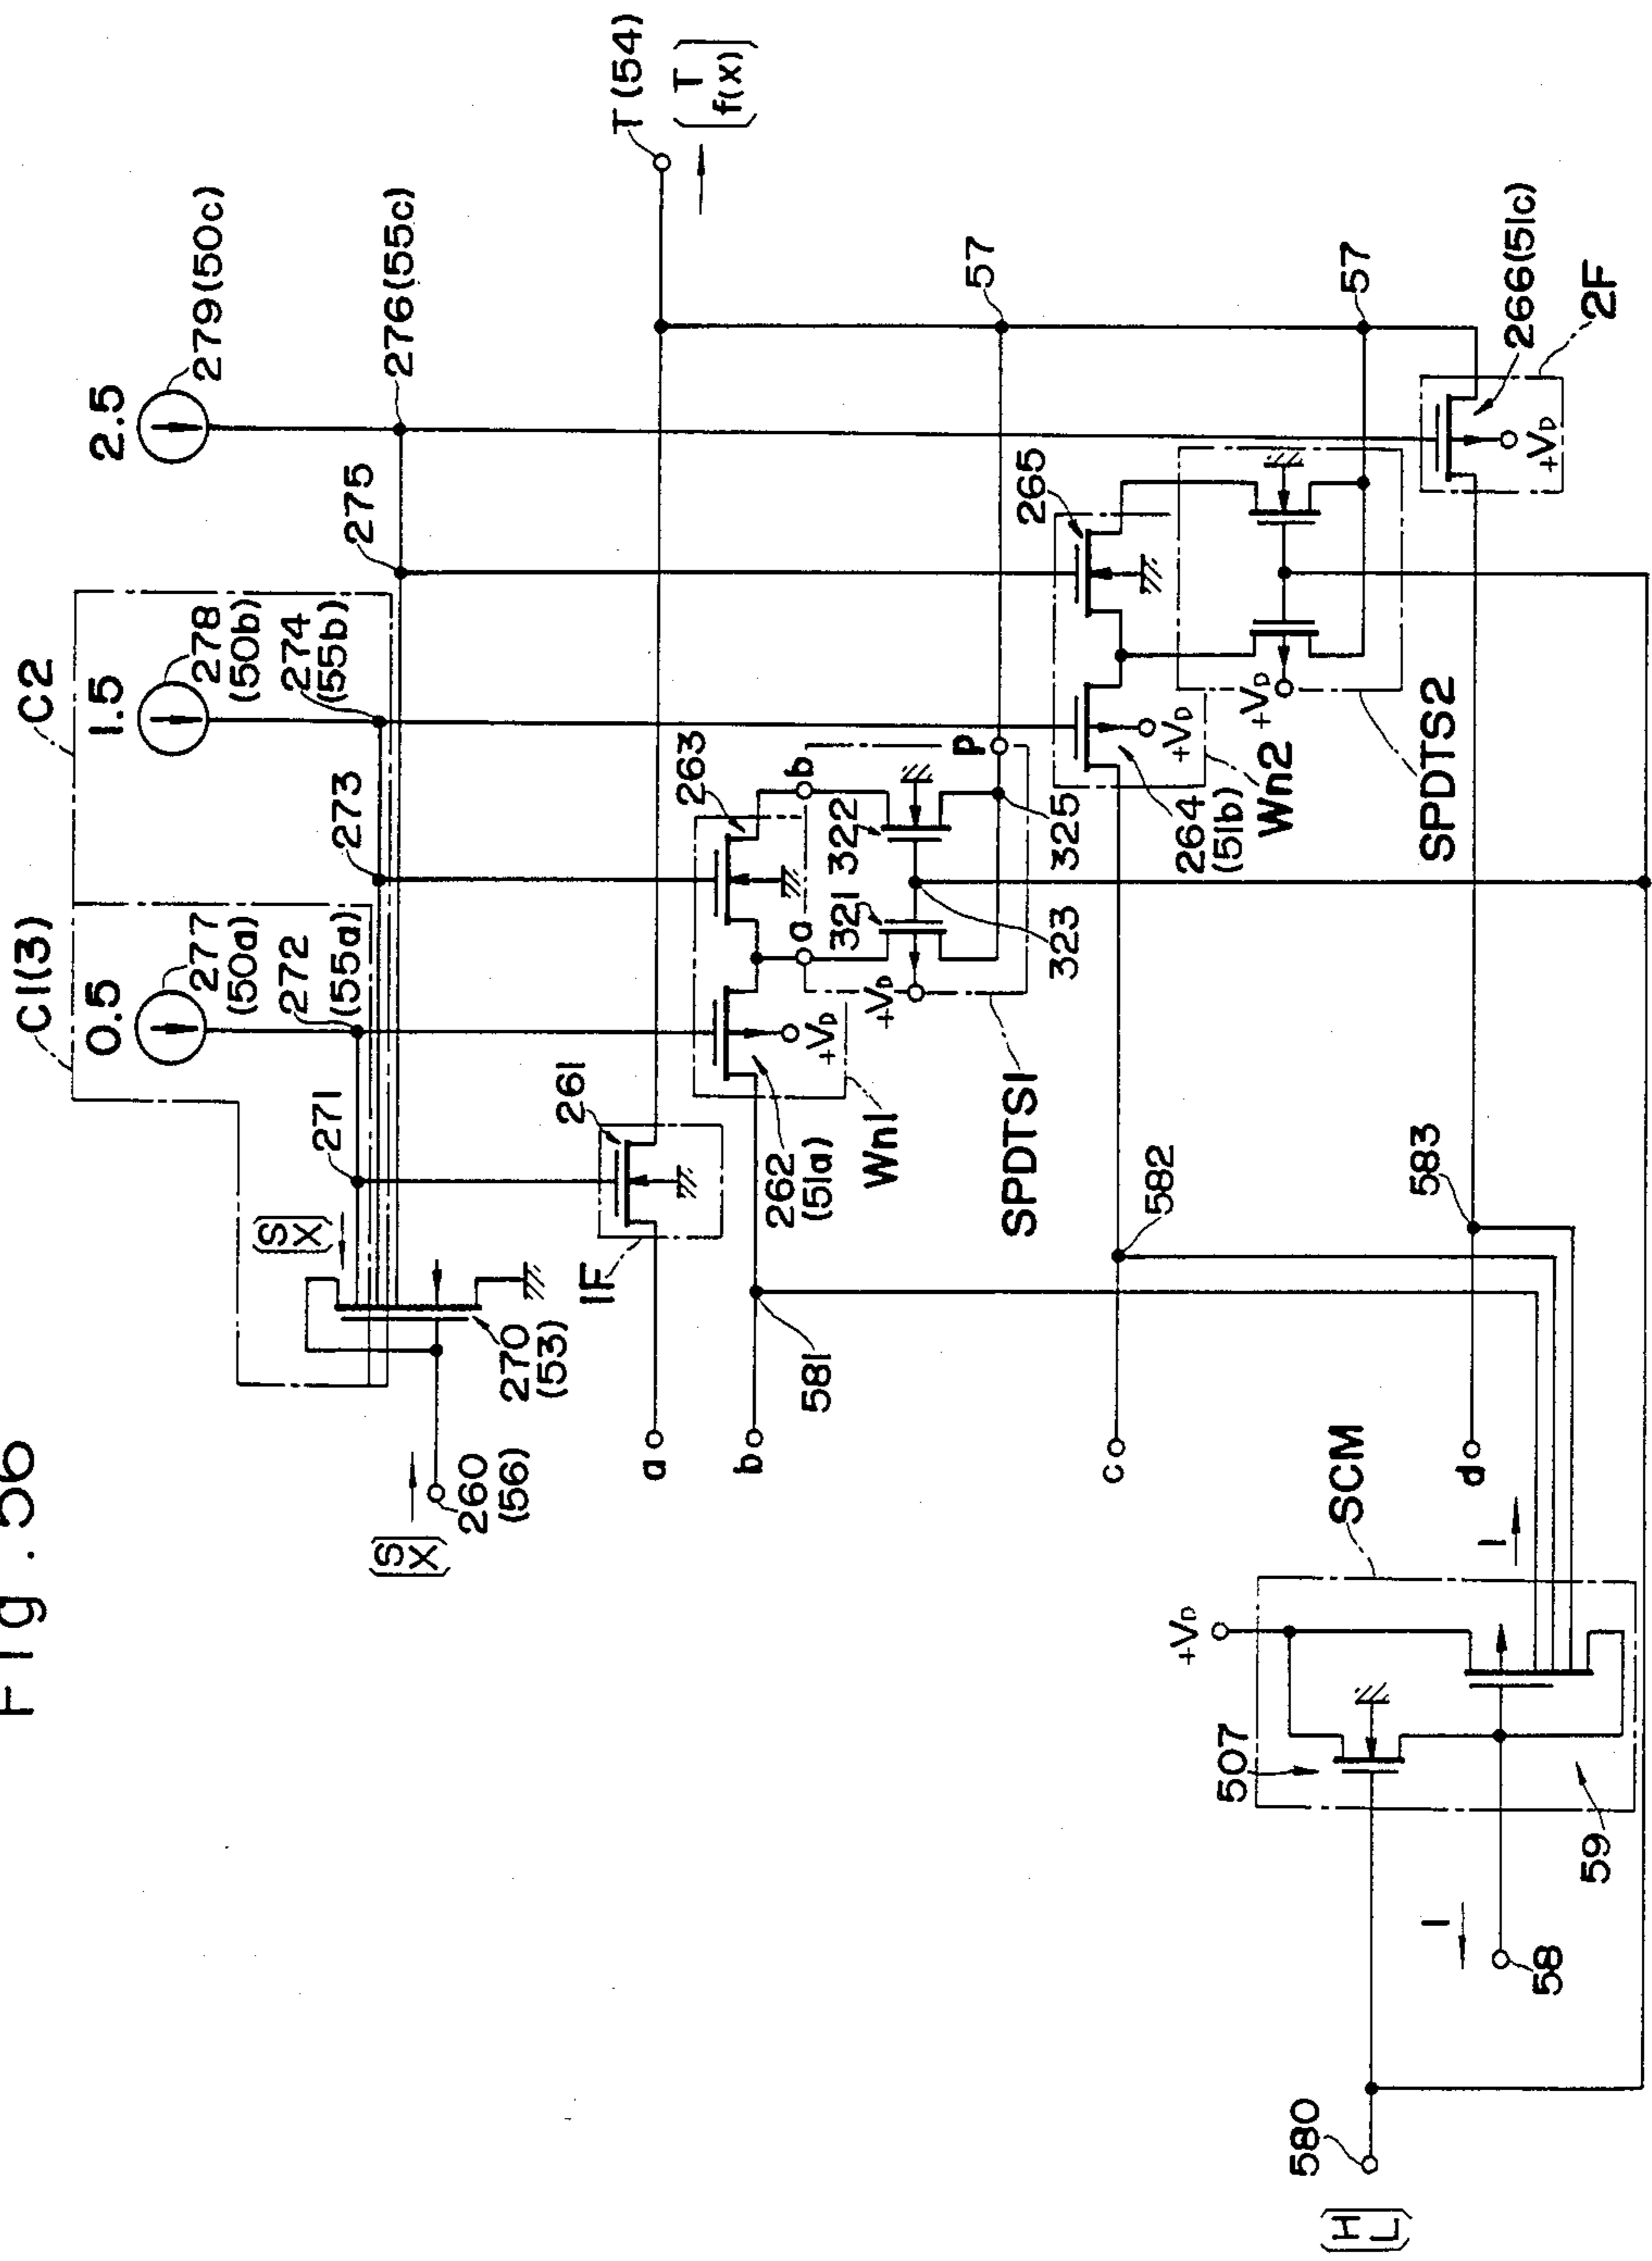 Fig. 56
C1(3)
C2
0.5
277
(50a)
272
(55a)
1.5
278
(50b)
274
(55b)
2.5
279(50c)
276(55c)
271
273
275
S
X
S
X
260
(56)
270
(53)
261
1F
T(54)
T
f(X)
a
b
c
d
581
582
583
262
(51a)
Wn1
263
a
b
+VD
+VD
321
322
323
325
P
57
57
SPDTS1
264
(51b)
Wn2
265
+VD
+VD
SPDTS2
266(51c)
2F
+VD
SCM
+VD
507
59
58
I
I
580
H
L